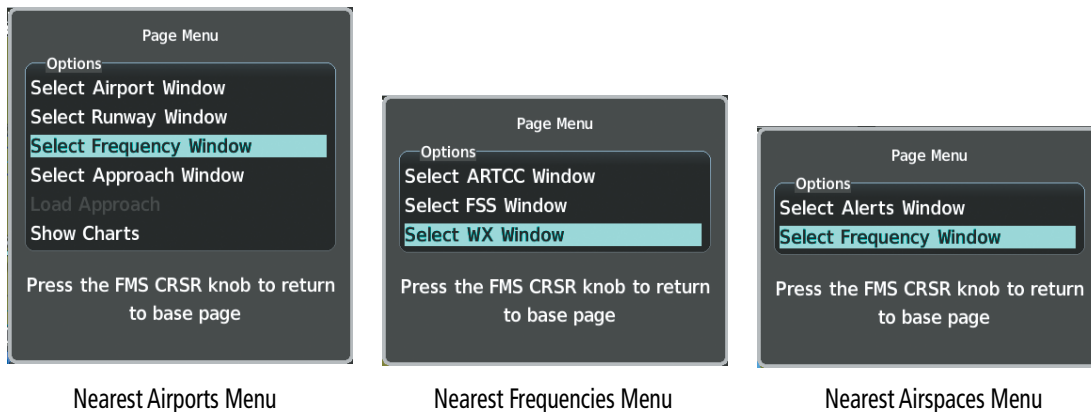 Page Menu
Options
Select Airport Window
Select Runway Window
Select Frequency Window
Select Approach Window
Load Approach
Show Charts
Press the FMS CRSR knob to return
to base page
Nearest Airports Menu
Page Menu
Options
Select ARTCC Window
Select FSS Window
Select WX Window
Press the FMS CRSR knob to return
to base page
Nearest Frequencies Menu
Page Menu
Options
Select Alerts Window
Select Frequency Window
Press the FMS CRSR knob to return
to base page
Nearest Airspaces Menu